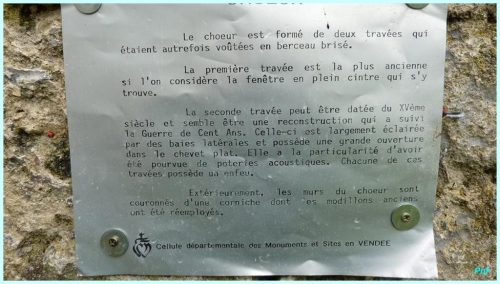 Le choeur est formé de deux travées qui
étaient autrefois voûtées en berceau brisé.
La première travée est la plus ancienne
si l'on considère la fenêtre en plein cintre qui s'y
trouve.
La seconde travée peut être datée du XVème
siècle et semble être une reconstruction qui a suivi
la Guerre de Cent Ans. Celle-ci est largement éclairée
par des baies latérales et possède une grande ouverture
dans le chevet plat. Elle a la particularité d'avoir
été pourvue de poteries acoustiques. Chacune de ces
travées possède un enfeu.
Extérieurement, les murs du choeur sont
couronnés d'une corniche dont les modillons anciens
ont été réemployés.
Cellule départementale des Monuments et Sites en VENDEE